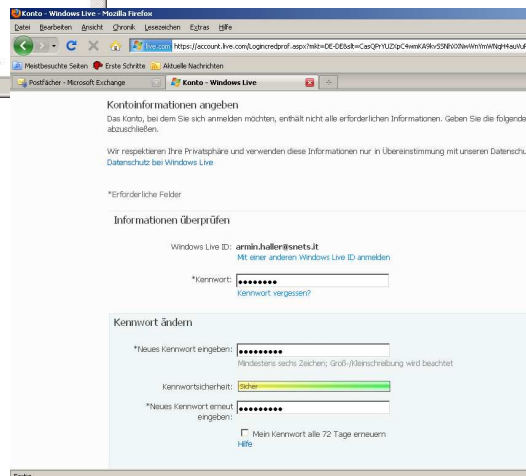 Konto - Windows Live - Mozilla Firefox
Datei Bearbeiten Ansicht Chronik Lesezeichen Extras Hilfe
live.com https://account.live.com/Logincredprof.aspx?mkt=DE-DE&slt=
Meistbesuchte Seiten Erste Schritte Aktuelle Nachrichten
Postfächer - Microsoft Exchange Konto - Windows Live
Kontoinformationen angeben
Das Konto, bei dem Sie sich anmelden möchten, enthält nicht alle erforderlichen Informationen. Geben Sie die folgende
abzuschließen.
Wir respektieren Ihre Privatsphäre und verwenden diese Informationen nur in Übereinstimmung mit unseren Datenschu
Datenschutz bei Windows Live
*Erforderliche Felder
Informationen überprüfen
Windows Live ID: armin.haller@snets.it
Mit einer anderen Windows Live ID anmelden
*Kennwort: ●●●●●●●●
Kennwort vergessen?
Kennwort ändern
*Neues Kennwort eingeben: ●●●●●●●●●
Mindestens sechs Zeichen; Groß-/Kleinschreibung wird beachtet
Kennwortsicherheit: Sicher
*Neues Kennwort erneut ●●●●●●●●●
eingeben:
Mein Kennwort alle 72 Tage erneuern
Hilfe